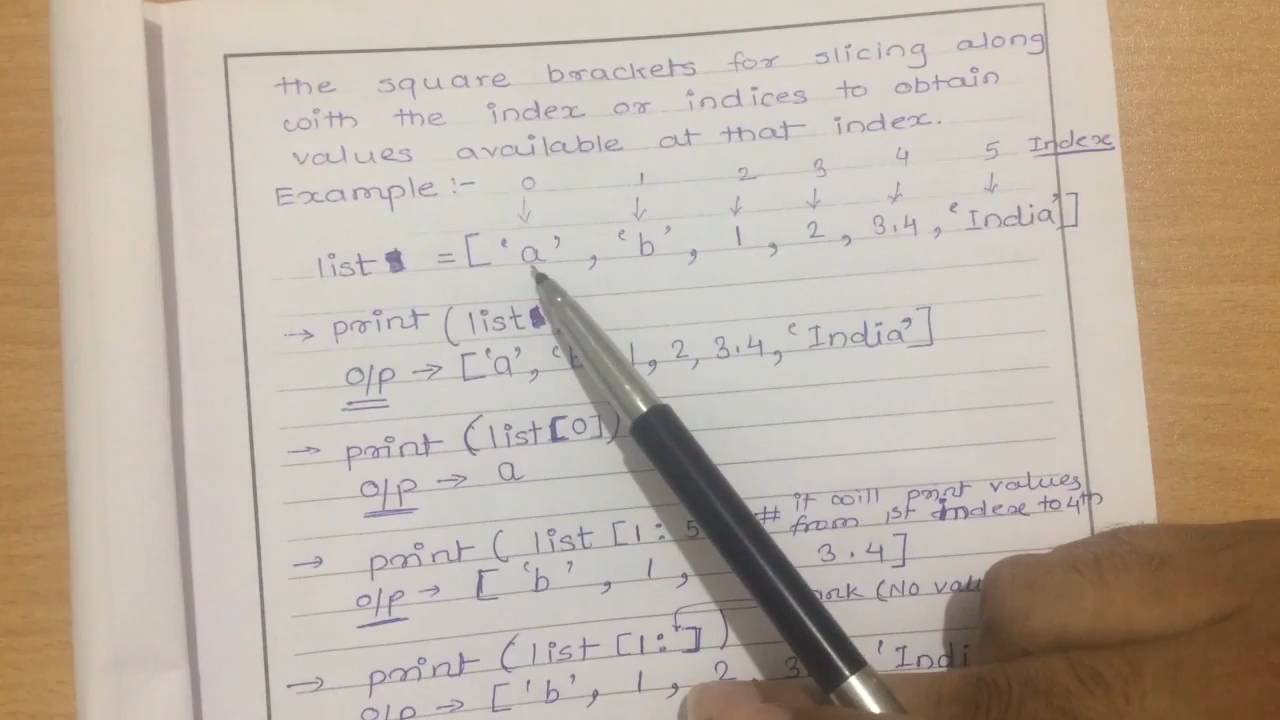 the square brackets for slicing along
with the index or indices to obtain
values available at that index.
Example :- 0 1 2 3 4 5 Index
↓ ↓ ↓ ↓ ↓ ↓
list = ['a', 'b', 1, 2, 3.4, 'India']
→ print (list
O/P → ['a', ' 1, 2, 3.4, 'India']
→ print (list[0])
O/P → a
→ print ( list [1: 5 # it will print values
from 1st index to 4th
O/P → [ 'b', 1, 3.4]
(No
→ print (list [1:])
O/P → ['b', 1, 2, 3 'Indi